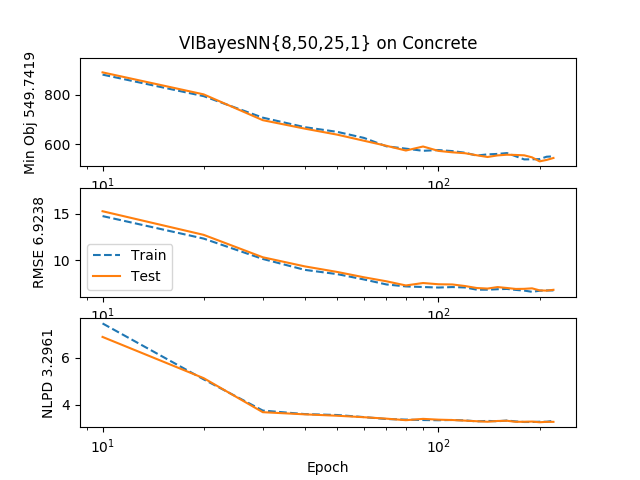 VIBayesNN{8,50,25,1} on Concrete
Min Obj 549.7419
800
600
10¹
10²
RMSE 6.9238
15
10
Train
Test
10¹
10²
NLPD 3.2961
6
4
10¹
10²
Epoch